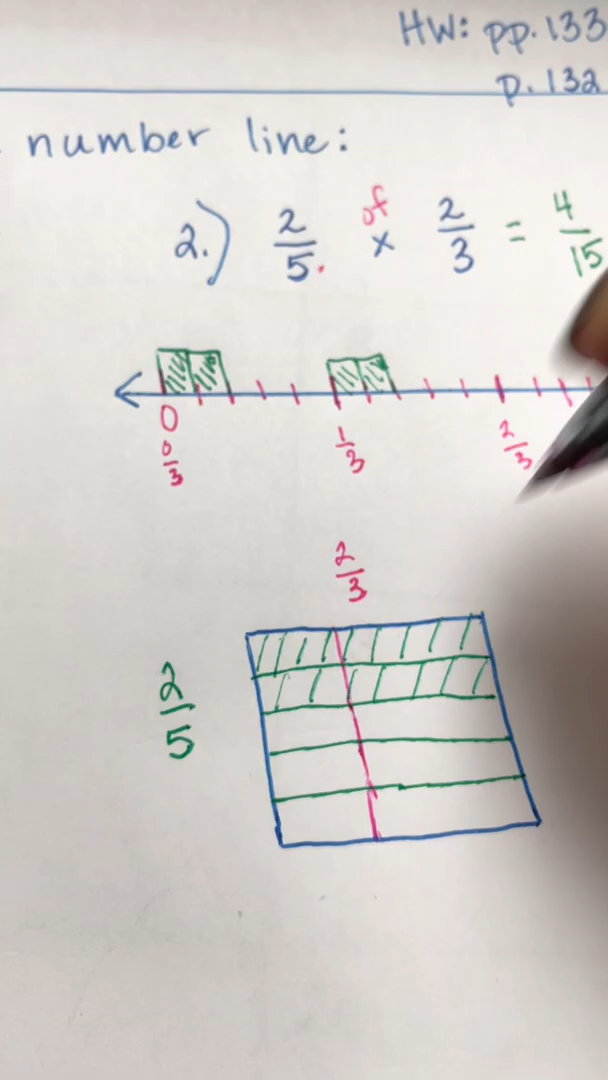 HW: pp. 133
p. 132
number line:
2.) 2/5 of × 2/3 = 4/15
0 1/3 2/3
0/3
2/3
2/5